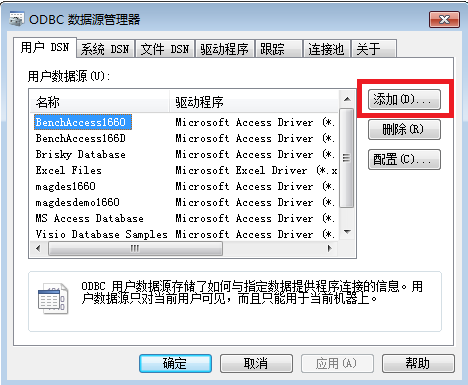 ODBC 数据源管理器
用户 DSN 系统 DSN 文件 DSN 驱动程序 跟踪 连接池 关于
用户数据源(U):
名称 驱动程序
BenchAccess1660 Microsoft Access Driver (*.
BenchAccess166D Microsoft Access Driver (*.
Brisky Database Microsoft Access Driver (*.
Excel Files Microsoft Excel Driver (*.x
magdes1660 Microsoft Access Driver (*.
magdesdemo1660 Microsoft Access Driver (*.
MS Access Database Microsoft Access Driver (*.
Visio Database Samples Microsoft Access Driver (*.
添加(D)...
删除(R)
配置(C)...
ODBC 用户数据源存储了如何与指定数据提供程序连接的信息。用
户数据源只对当前用户可见，而且只能用于当前机器上。
确定 取消 应用(A) 帮助